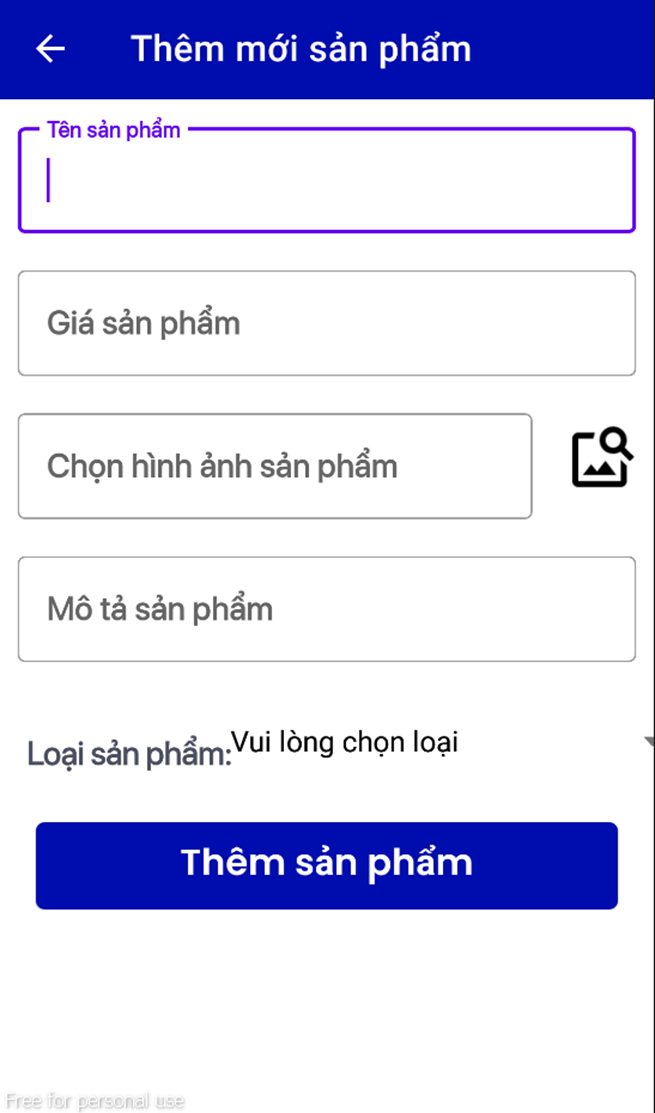 Thêm mới sản phẩm
Tên sản phẩm
Giá sản phẩm
Chọn hình ảnh sản phẩm
Mô tả sản phẩm
Loại sản phẩm:Vui lòng chọn loại
Thêm sản phẩm
Free for personal use